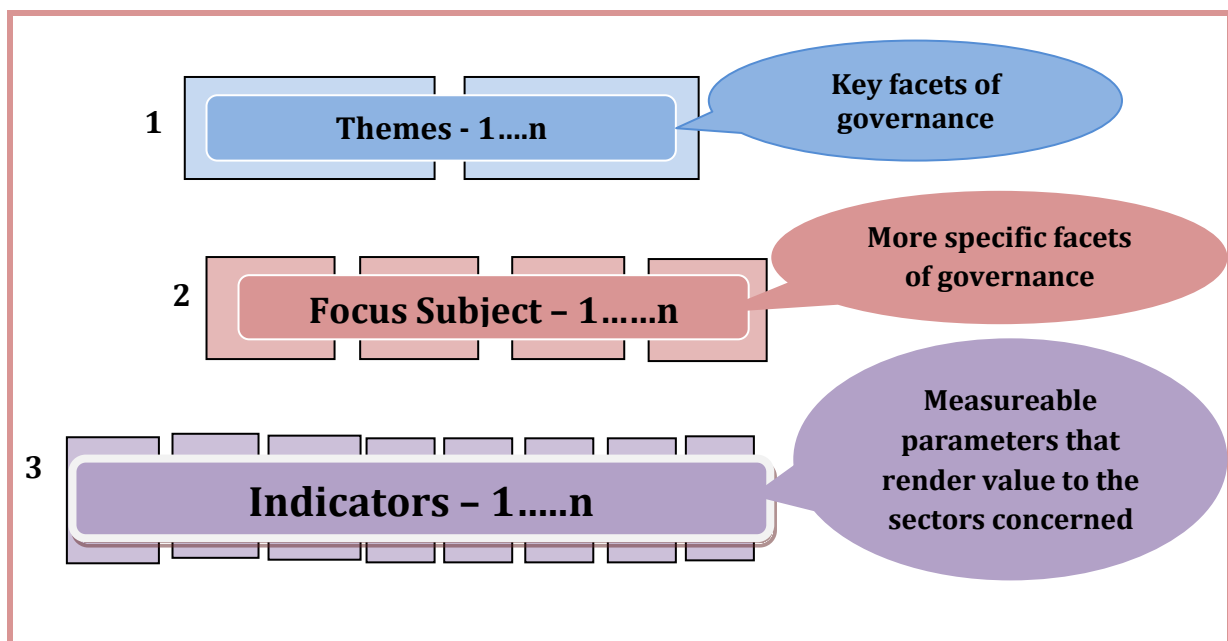 1
Themes - 1....n
Key facets of
governance
2
Focus Subject – 1......n
More specific facets
of governance
3
Indicators – 1.....n
Measureable
parameters that
render value to the
sectors concerned